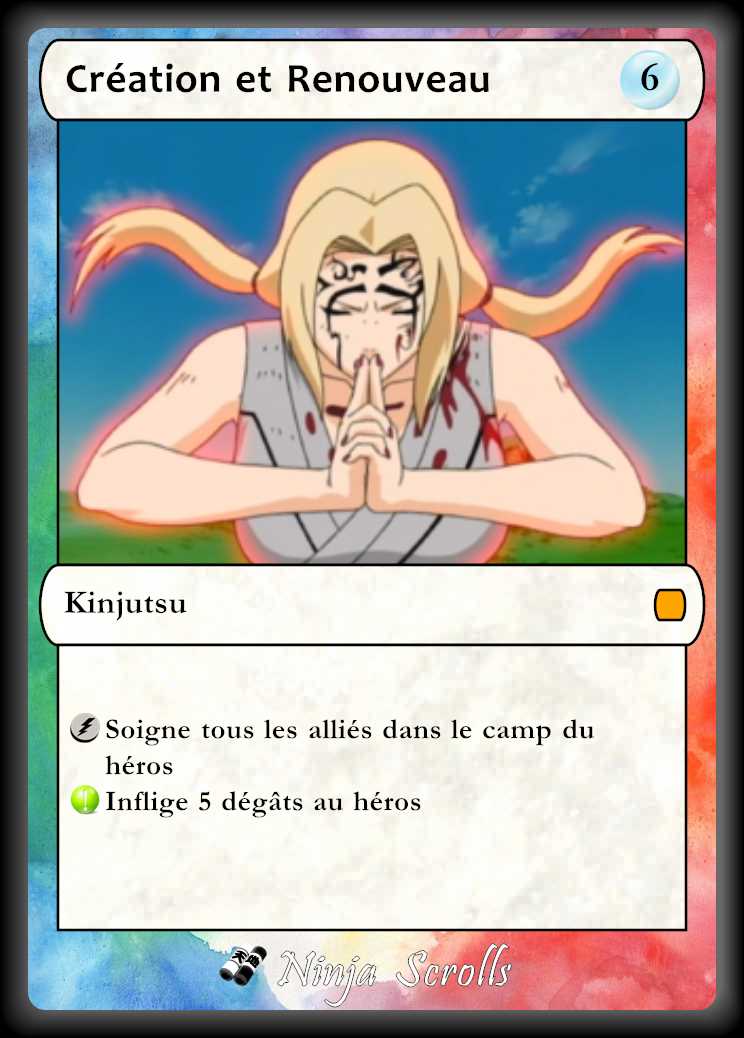 Création et Renouveau
6
Kinjutsu
Soigne tous les alliés dans le camp du
héros
Inflige 5 dégâts au héros
Ninja Scrolls